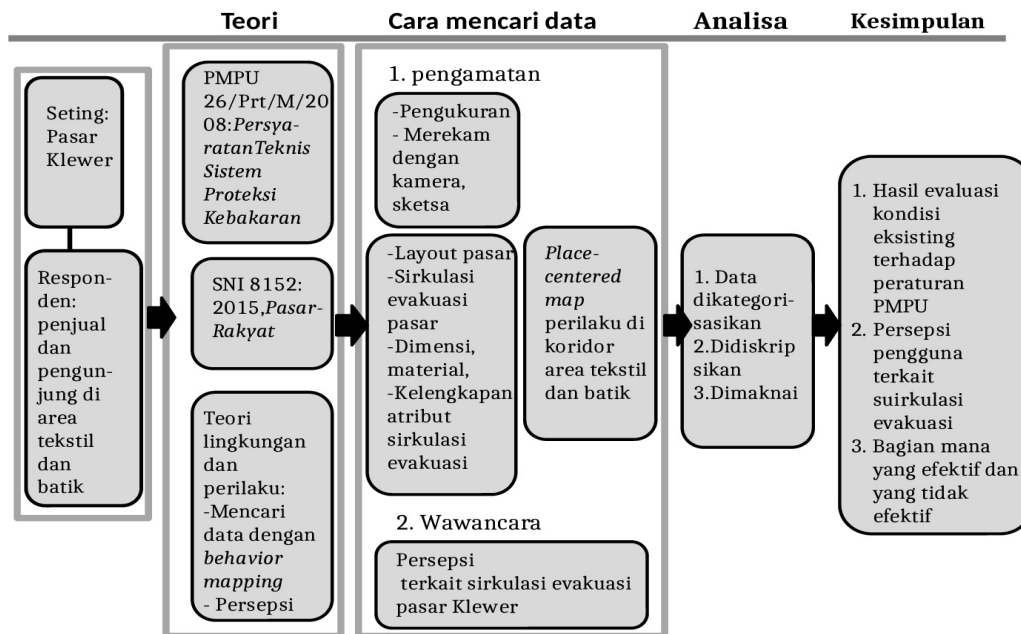 Teori
Cara mencari data
Analisa
Kesimpulan
Seting:
Pasar
Klewer
Respon-
den:
penjual
dan
pengun-
jung di
area
tekstil
dan
batik
PMPU
26/Prt/M/20
08:Persya-
ratanTeknis
Sistem
Proteksi
Kebakaran
SNI 8152:
2015,Pasar-
Rakyat
Teori
lingkungan
dan
perilaku:
-Mencari
data dengan
behavior
mapping
- Persepsi
1. pengamatan
-Pengukuran
- Merekam
dengan
kamera,
sketsa
-Layout pasar
-Sirkulasi
evakuasi
pasar
-Dimensi,
material,
-Kelengkapan
atribut
sirkulasi
evakuasi
Place-
centered
map
perilaku di
koridor
area tekstil
dan batik
2. Wawancara
Persepsi
terkait sirkulasi evakuasi
pasar Klewer
1. Data
dikategori-
sasikan
2.Didiskrip
sikan
3.Dimaknai
1. Hasil evaluasi
kondisi
eksisting
terhadap
peraturan
PMPU
2. Persepsi
pengguna
terkait
suirkulasi
evakuasi
3. Bagian mana
yang efektif dan
yang tidak
efektif